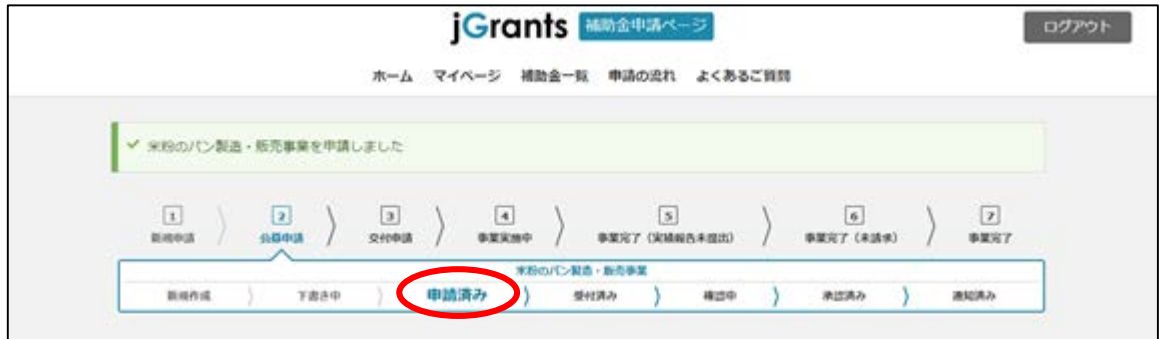 jGrants 補助金申請ページ ログアウト
ホーム マイページ 補助金一覧 申請の流れ よくあるご質問
✓ 米粉のパン製造・販売事業を申請しました
1 2 3 4 5 6 7
新規申請 公募申請 交付申請 事業実施中 事業完了（実績報告未提出） 事業完了（未請求） 事業完了
米粉のパン製造・販売事業
新規作成 下書き中 申請済み 受付済み 確認中 承認済み 通知済み